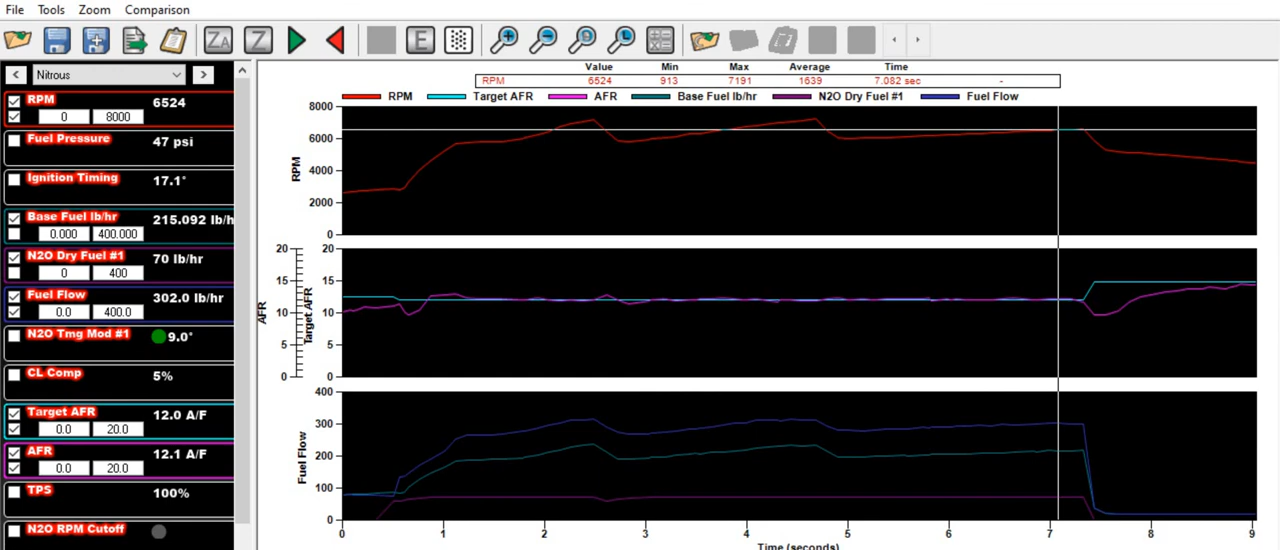 File Tools Zoom Comparison
Z A Z E
< Nitrous >
Value Min Max Average Time
RPM 6524 913 7191 1639 7.082 sec -
RPM Target AFR AFR Base Fuel lb/hr N2O Dry Fuel #1 Fuel Flow
RPM 6524
0 8000
Fuel Pressure 47 psi
Ignition Timing 17.1°
Base Fuel lb/hr 215.092 lb/h
0.000 400.000
N2O Dry Fuel #1 70 lb/hr
0 400
Fuel Flow 302.0 lb/hr
0.0 400.0
N2O Tmg Mod #1 9.0°
CL Comp 5%
Target AFR 12.0 A/F
0.0 20.0
AFR 12.1 A/F
0.0 20.0
TPS 100%
N2O RPM Cutoff
RPM
8000
6000
4000
2000
0
AFR
20
15
10
5
0
Target AFR
20
15
10
5
0
Fuel Flow
400
300
200
100
0
0 1 2 3 4 5 6 7 8 9
Time (seconds)